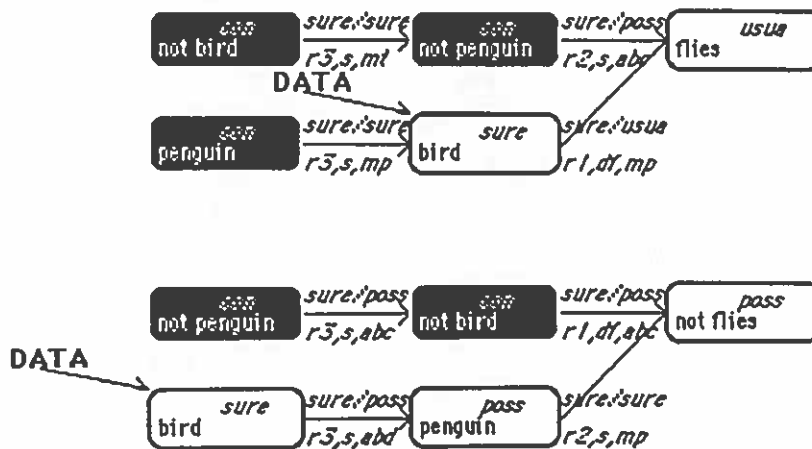 con con usua
not bird sure/sure not penguin sure/poss flies
r3,s,mt r2,s,abc
DATA
con sure/sure sure sure/usua
penguin r3,s,mp bird r1,df,mp
con sure/poss con sure/poss poss
not penguin r3,s,abc not bird r1,df,abc not flies
DATA
sure sure/poss poss sure/sure
bird r3,s,abd penguin r2,s,mp